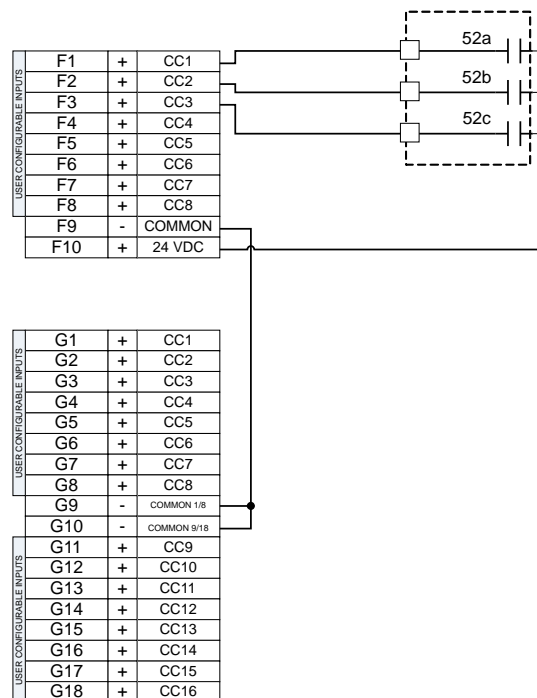 52a
52b
52c
USER CONFIGURABLE INPUTS
F1 + CC1
F2 + CC2
F3 + CC3
F4 + CC4
F5 + CC5
F6 + CC6
F7 + CC7
F8 + CC8
F9 - COMMON
F10 + 24 VDC
USER CONFIGURABLE INPUTS
G1 + CC1
G2 + CC2
G3 + CC3
G4 + CC4
G5 + CC5
G6 + CC6
G7 + CC7
G8 + CC8
G9 - COMMON 1/8
G10 - COMMON 9/18
USER CONFIGURABLE INPUTS
G11 + CC9
G12 + CC10
G13 + CC11
G14 + CC12
G15 + CC13
G16 + CC14
G17 + CC15
G18 + CC16